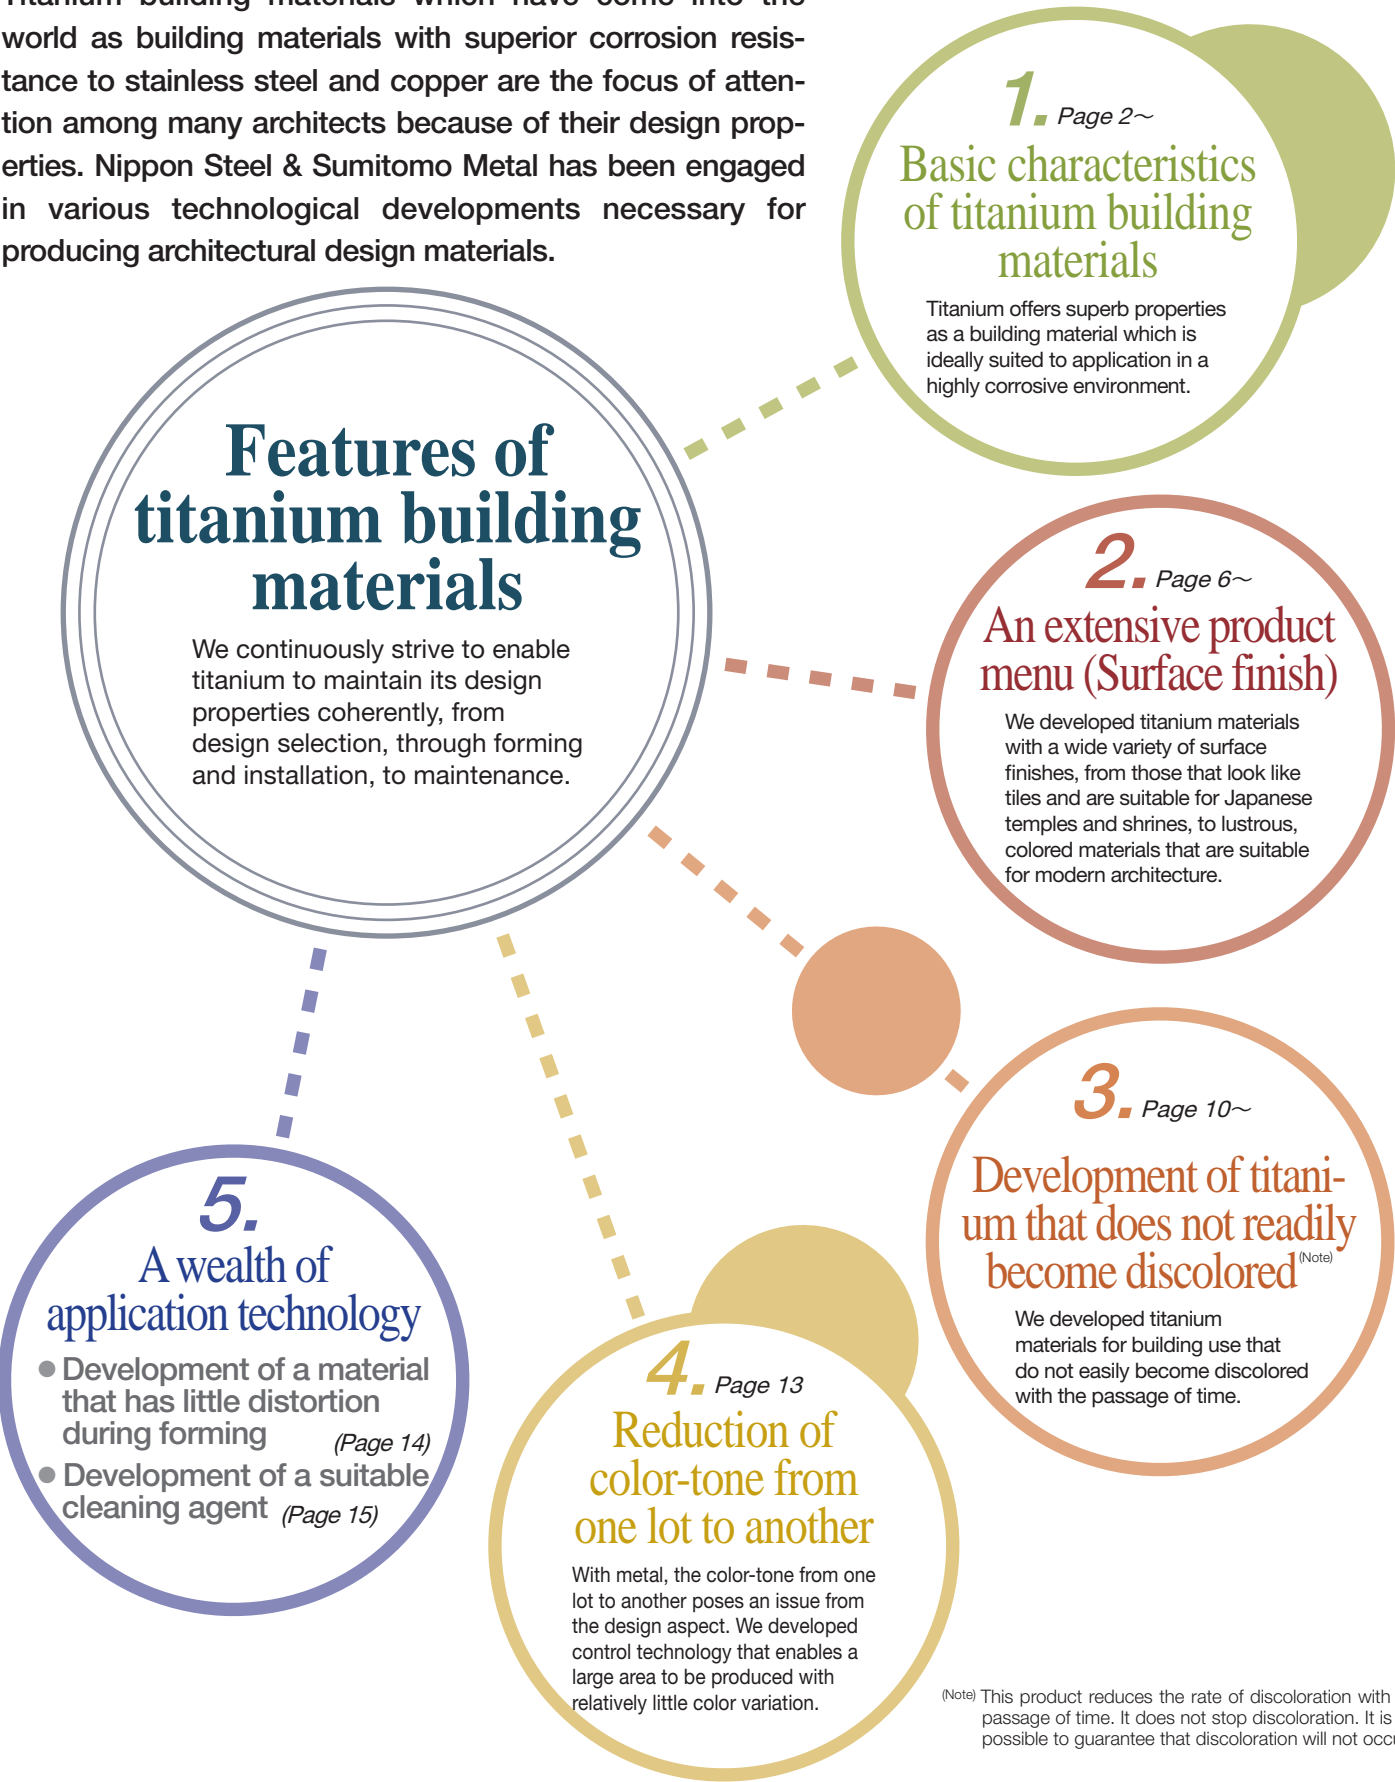 Titanium building materials which have come into the
world as building materials with superior corrosion resis-
tance to stainless steel and copper are the focus of atten-
tion among many architects because of their design prop-
erties. Nippon Steel & Sumitomo Metal has been engaged
in various technological developments necessary for
producing architectural design materials.
Features of
titanium building
materials
We continuously strive to enable
titanium to maintain its design
properties coherently, from
design selection, through forming
and installation, to maintenance.
1. Page 2～
Basic characteristics
of titanium building
materials
Titanium offers superb properties
as a building material which is
ideally suited to application in a
highly corrosive environment.
2. Page 6～
An extensive product
menu (Surface finish)
We developed titanium materials
with a wide variety of surface
finishes, from those that look like
tiles and are suitable for Japanese
temples and shrines, to lustrous,
colored materials that are suitable
for modern architecture.
3. Page 10～
Development of titani-
um that does not readily
become discolored (Note)
We developed titanium
materials for building use that
do not easily become discolored
with the passage of time.
4. Page 13
Reduction of
color-tone from
one lot to another
With metal, the color-tone from one
lot to another poses an issue from
the design aspect. We developed
control technology that enables a
large area to be produced with
relatively little color variation.
5.
A wealth of
application technology
● Development of a material
that has little distortion
during forming (Page 14)
● Development of a suitable
cleaning agent (Page 15)
(Note) This product reduces the rate of discoloration with
passage of time. It does not stop discoloration. It is
possible to guarantee that discoloration will not